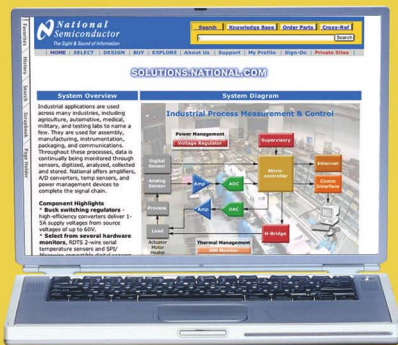 National
Semiconductor
The Sight & Sound of Information
Search | Knowledge Base | Order Parts | Cross-Ref
Search
| HOME | SELECT | DESIGN | BUY | EXPLORE | About Us | Support | My Profile | Sign-On | Private Sites |
Favorites
History
Search
Scrapbook
Page Holder
SOLUTIONS.NATIONAL.COM
System Overview
Industrial applications are used
across many industries, including
agriculture, automotive, medical,
military, and testing labs to name a
few. They are used for assembly,
manufacturing, instrumentation,
packaging, and communications.
Throughout these processes, data is
continually being monitored through
sensors, digitized, analyzed, collected
and stored. National offers amplifiers,
A/D converters, temp sensors, and
power management devices to
complete the signal chain.
Component Highlights
* Buck switching regulators -
high-efficiency converters deliver 1-
5A supply voltages from source
voltages of up to 60V.
* Select from several hardware
monitors, RDTS 2-wire serial
temperature sensors and SPI/
System Diagram
Industrial Process Measurement & Control
Power Management
Voltage Regulator
Supervisory
Digital
Sensor
Analog
Sensor
Amp
ADC
Micro-
controller
Ethernet
Comm
Interface
Process
Amp
DAC
Load
H-Bridge
Actuator
Motor
Heater
Thermal Management
HW Monitor